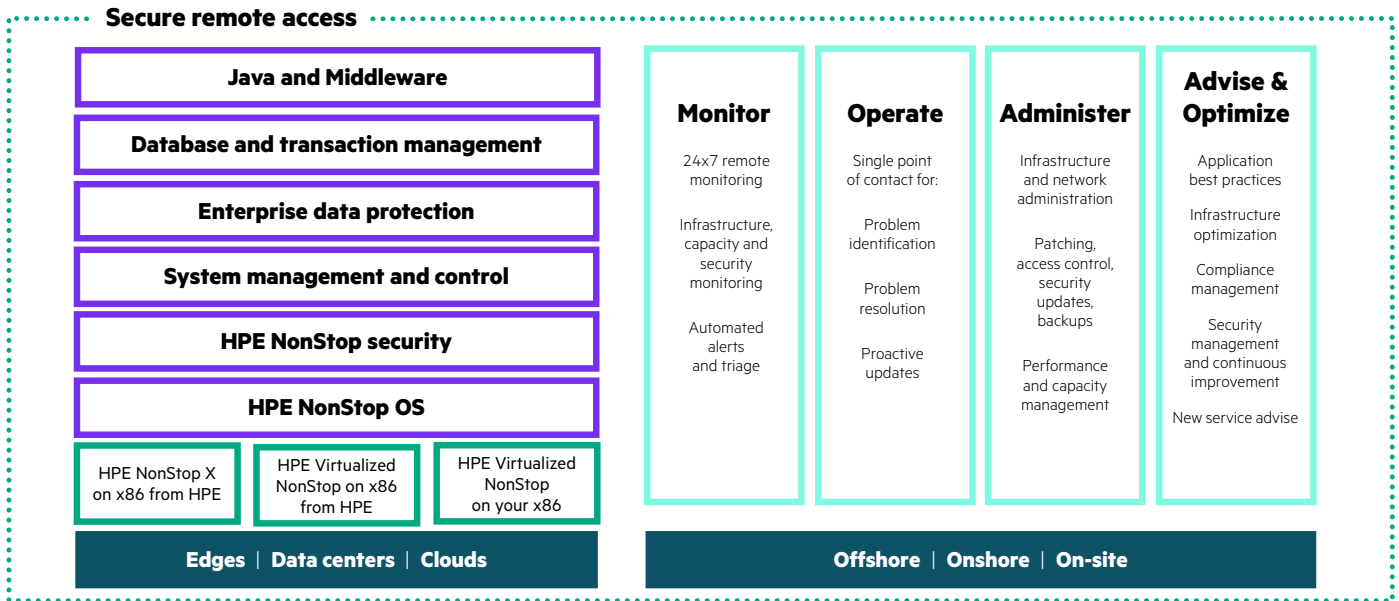 Secure remote access
Java and Middleware
Database and transaction management
Enterprise data protection
System management and control
HPE NonStop security
HPE NonStop OS
HPE NonStop X
on x86 from HPE
HPE Virtualized
NonStop on x86
from HPE
HPE Virtualized
NonStop
on your x86
Edges | Data centers | Clouds
Monitor
24x7 remote
monitoring
Infrastructure,
capacity and
security
monitoring
Automated
alerts
and triage
Operate
Single point
of contact for:
Problem
identification
Problem
resolution
Proactive
updates
Administer
Infrastructure
and network
administration
Patching,
access control,
security
updates,
backups
Performance
and capacity
management
Advise &
Optimize
Application
best practices
Infrastructure
optimization
Compliance
management
Security
management
and continuous
improvement
New service advise
Offshore | Onshore | On-site